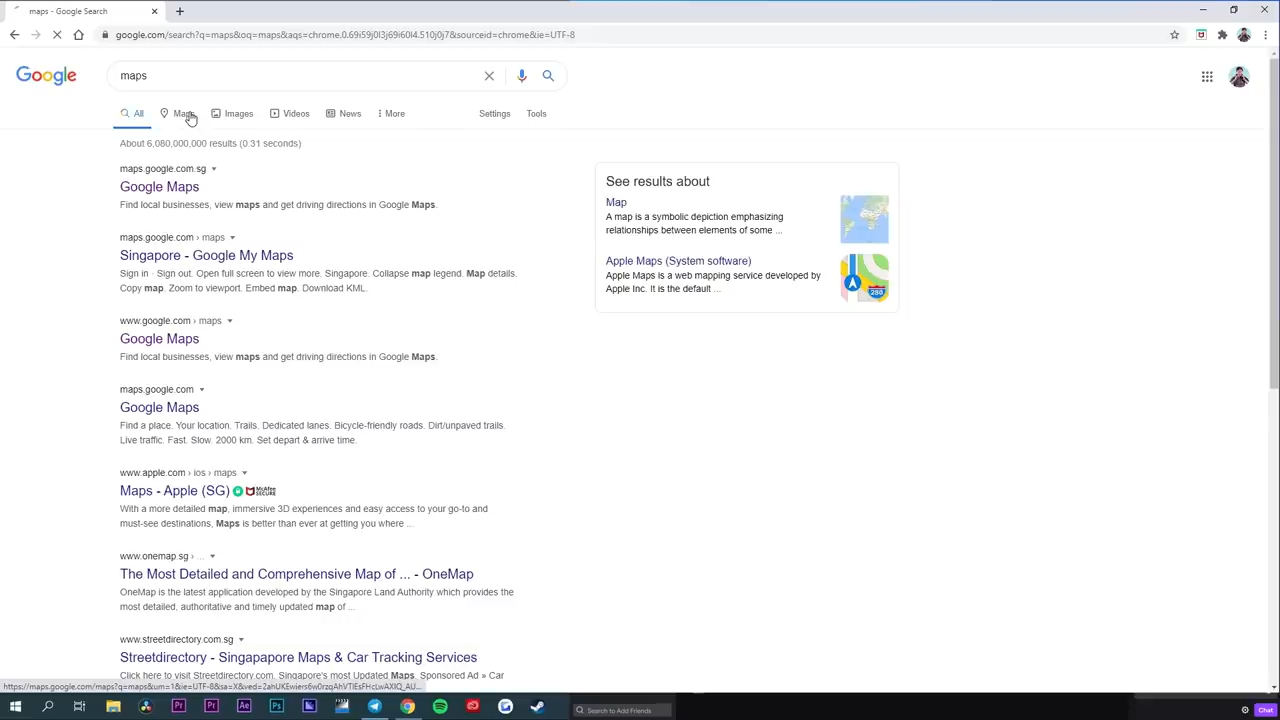 maps - Google Search
google.com/search?q=maps&oq=maps&aqs=chrome.0.69i59j0l3j69i60l4.510j0j7&sourceid=chrome&ie=UTF-8
Google
maps
All
Maps
Images
Videos
News
More
Settings
Tools
About 6,080,000,000 results (0.31 seconds)
maps.google.com.sg
Google Maps
Find local businesses, view maps and get driving directions in Google Maps.
maps.google.com › maps
Singapore - Google My Maps
Sign in · Sign out. Open full screen to view more. Singapore. Collapse map legend. Map details.
Copy map. Zoom to viewport. Embed map. Download KML.
www.google.com › maps
Google Maps
Find local businesses, view maps and get driving directions in Google Maps.
maps.google.com
Google Maps
Find a place. Your location. Trails. Dedicated lanes. Bicycle-friendly roads. Dirt/unpaved trails.
Live traffic. Fast. Slow. 2000 km. Set depart & arrive time.
www.apple.com › ios › maps
Maps - Apple (SG)
McAfee
SECURE
With a more detailed map, immersive 3D experiences and easy access to your go-to and
must-see destinations, Maps is better than ever at getting you where ...
www.onemap.sg › ...
The Most Detailed and Comprehensive Map of ... - OneMap
OneMap is the latest application developed by the Singapore Land Authority which provides the
most detailed, authoritative and timely updated map of ...
www.streetdirectory.com.sg
Streetdirectory - Singapapore Maps & Car Tracking Services
Click here to visit Streetdirectory.com. Singapore's most Updated Maps. Sponsored Ad » Car
See results about
Map
A map is a symbolic depiction emphasizing
relationships between elements of some ...
Apple Maps (System software)
Apple Maps is a web mapping service developed by
Apple Inc. It is the default ...
280
Pr
Pr
Ae
Ps
Search to Add Friends
Chat